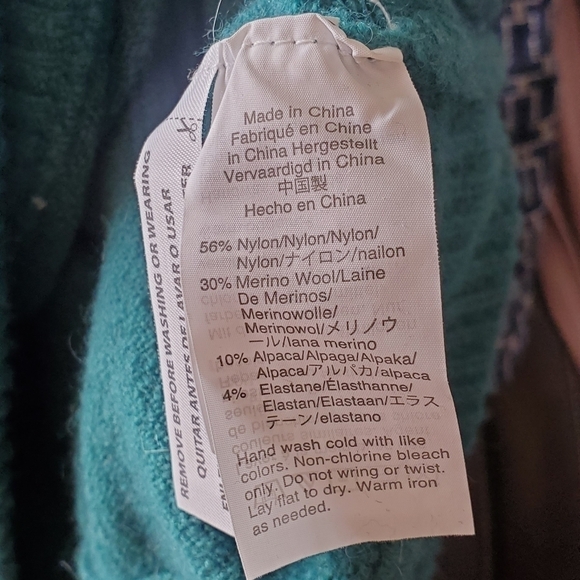 Made in China
Fabriqué en Chine
in China Hergestellt
Vervaardigd in China
中国製
Hecho en China
56% Nylon/Nylon/Nylon/
Nylon/ナイロン/nailon
30% Merino Wool/Laine
De Merinos/
Merinowolle/
Merinowol/メリノウ
ール/lana merino
10% Alpaca/Alpaga/Alpaka/
Alpaca/アルパカ/alpaca
4% Elastane/Élasthanne/
Elastan/Elastaan/エラス
テーン/elastano
Hand wash cold with like
colors. Non-chlorine bleach
only. Do not wring or twist.
Lay flat to dry. Warm iron
as needed.
REMOVE BEFORE WASHING OR WEARING
QUITAR ANTES DE LAVAR O USAR